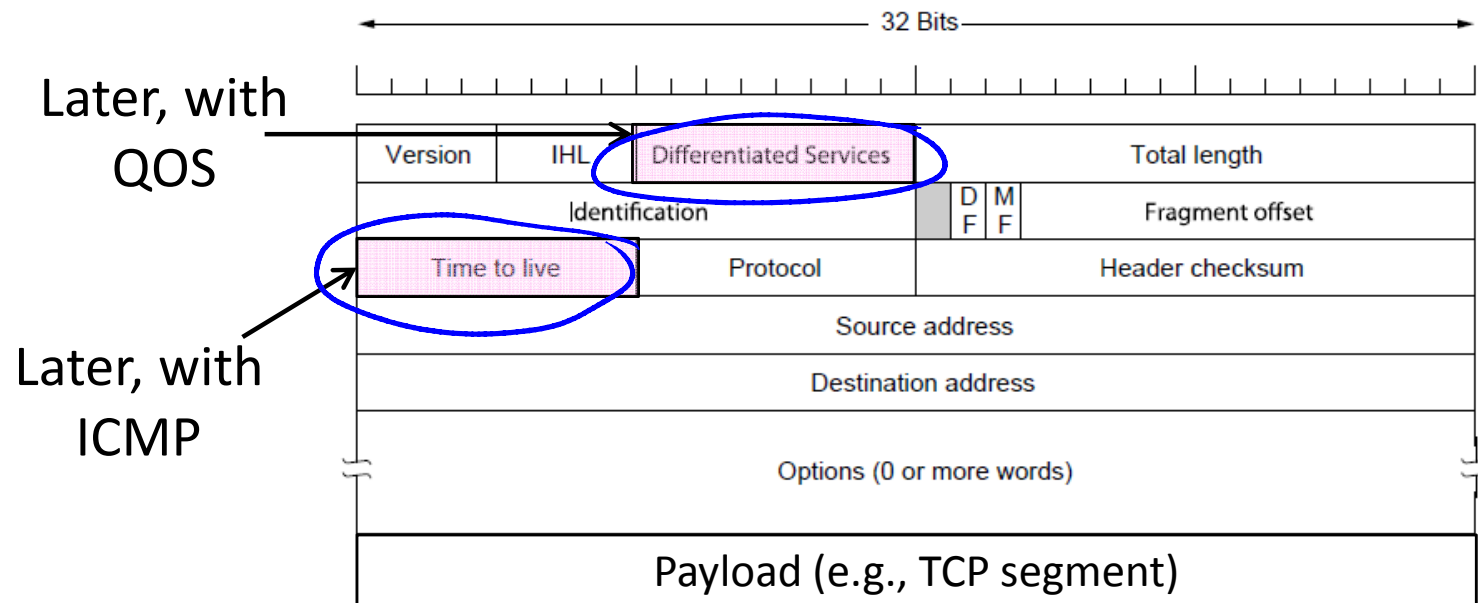 32 Bits
Later, with
QOS
Version IHL Differentiated Services Total length
Identification D F M F Fragment offset
Time to live Protocol Header checksum
Source address
Later, with
ICMP
Destination address
Options (0 or more words)
Payload (e.g., TCP segment)